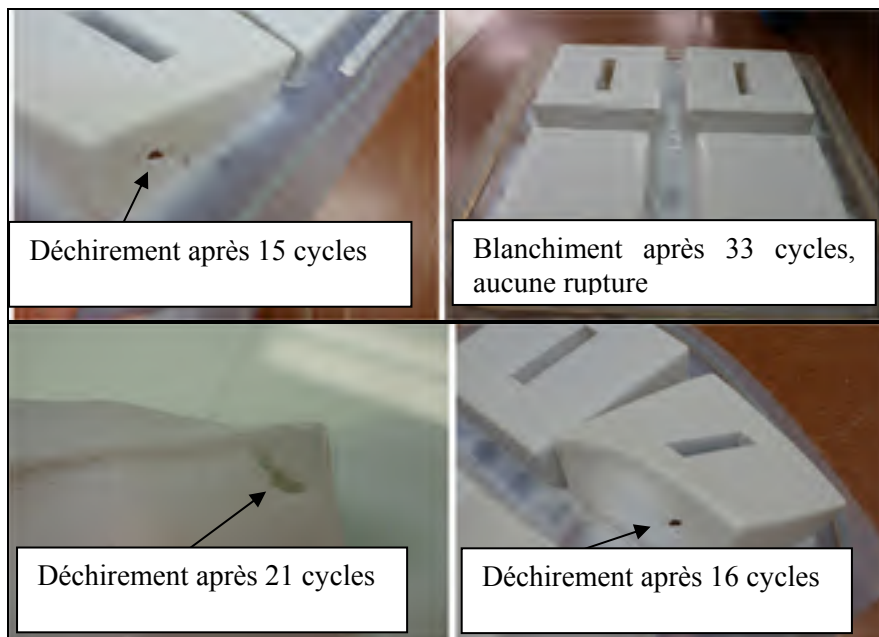 Déchirement après 15 cycles
Blanchiment après 33 cycles,
aucune rupture
Déchirement après 21 cycles
Déchirement après 16 cycles